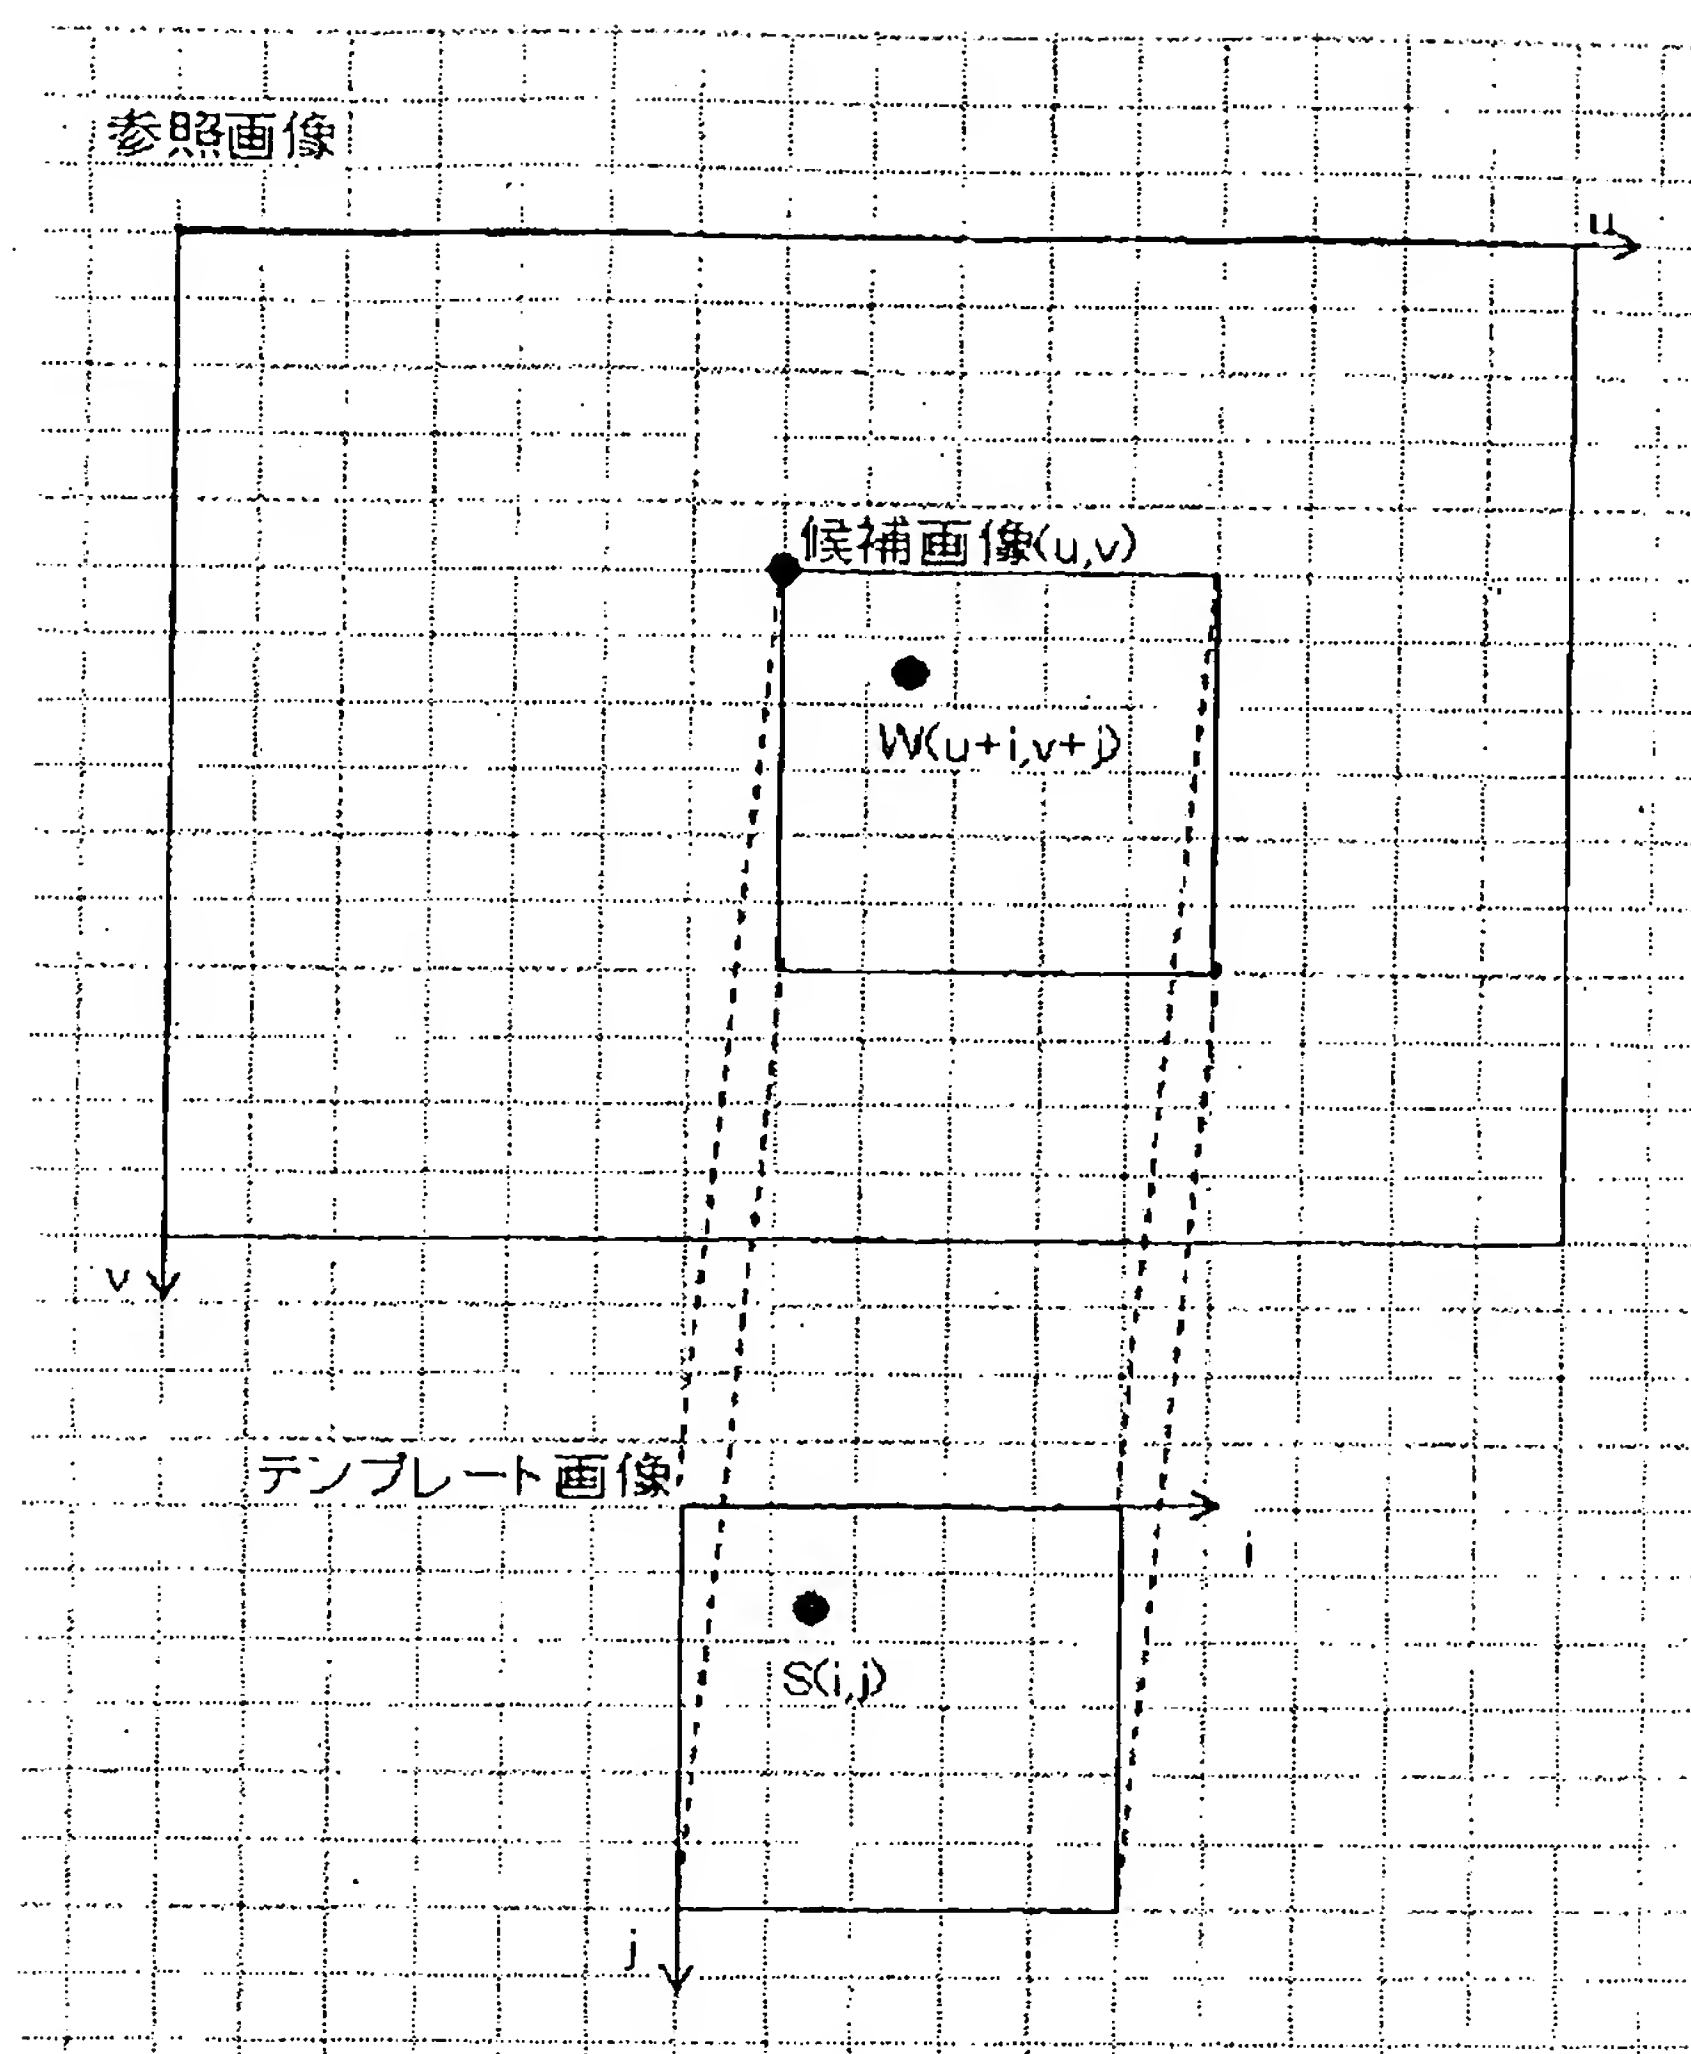 参照画像
u
候補画像(u,v)
W(u+i,v+j)
v
テンプレート画像
i
S(i,j)
j